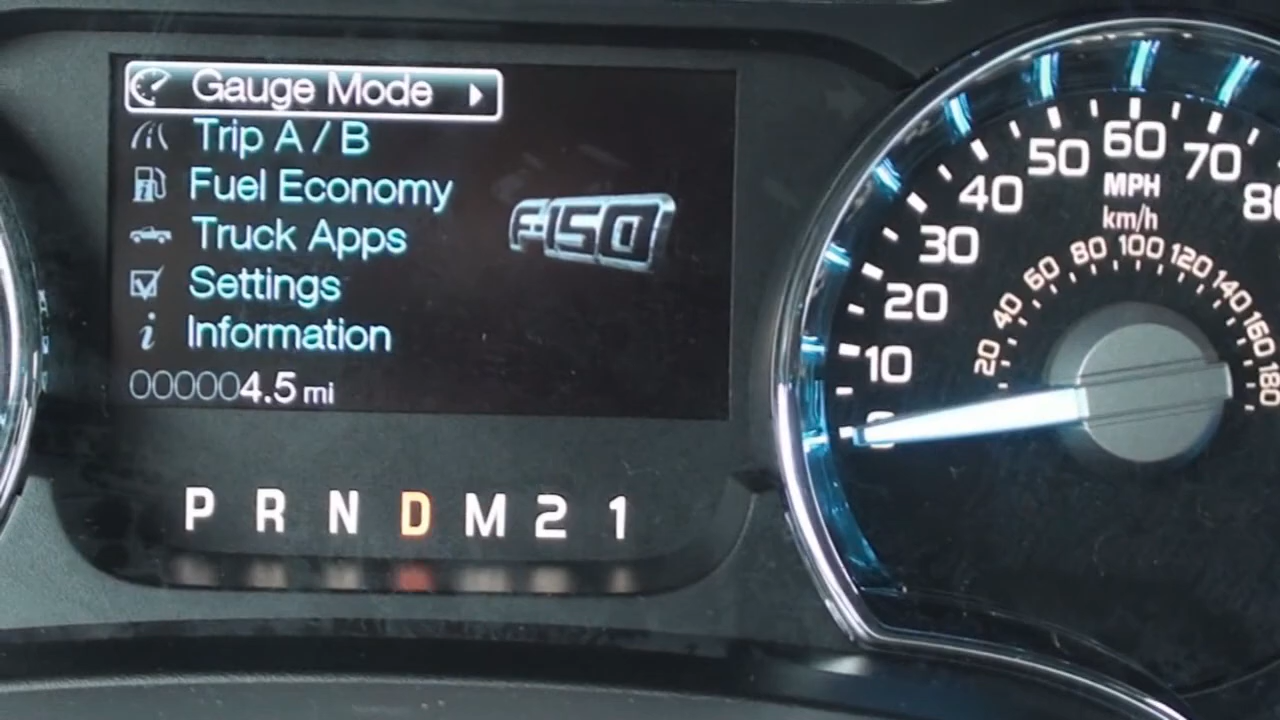 Gauge Mode
Trip A / B
Fuel Economy
Truck Apps
Settings
Information
000004.5 mi
F-150
P R N D M 2 1
0 10 20 30 40 50 60 70
MPH
km/h
20 40 60 80 100 120 140 160 180